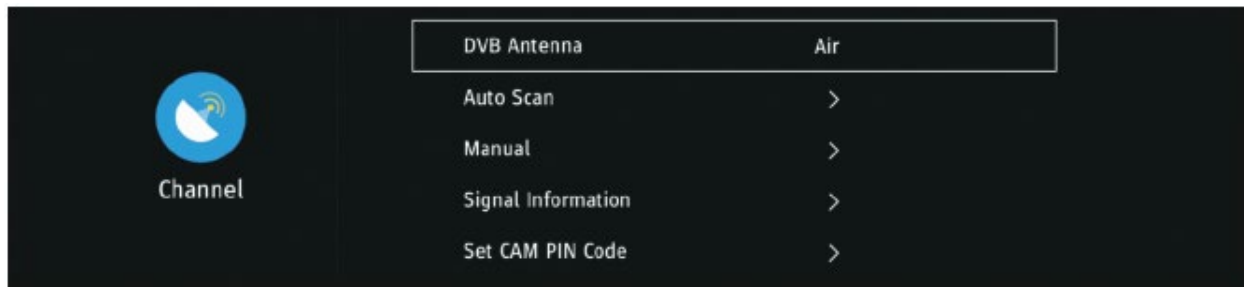 DVB Antenna Air
Auto Scan >
Manual >
Channel
Signal Information >
Set CAM PIN Code >